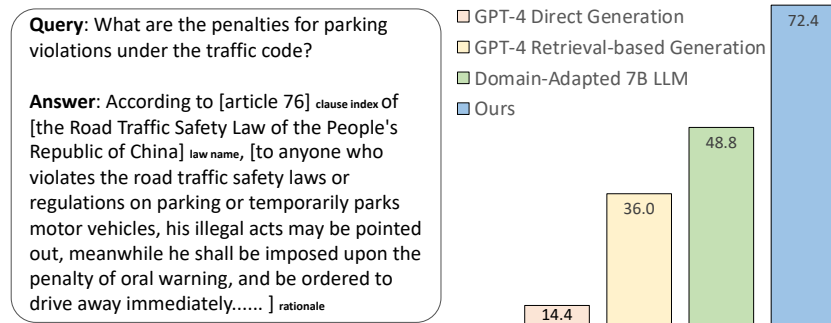 Query: What are the penalties for parking
violations under the traffic code?
Answer: According to [article 76] clause index of
[the Road Traffic Safety Law of the People's
Republic of China] law name, [to anyone who
violates the road traffic safety laws or
regulations on parking or temporarily parks
motor vehicles, his illegal acts may be pointed
out, meanwhile he shall be imposed upon the
penalty of oral warning, and be ordered to
drive away immediately...... ] rationale
GPT-4 Direct Generation
GPT-4 Retrieval-based Generation
Domain-Adapted 7B LLM
Ours
14.4
36.0
48.8
72.4